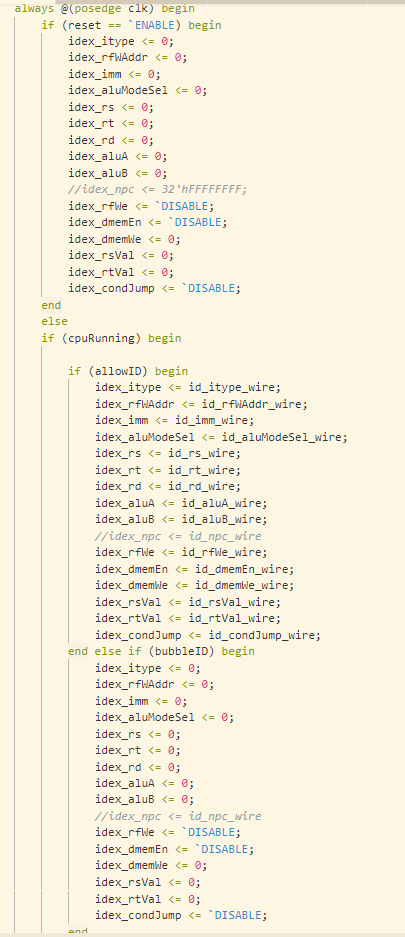 always @(posedge clk) begin
if (reset == `ENABLE) begin
idex_itype <= 0;
idex_rfWAddr <= 0;
idex_imm <= 0;
idex_aluModeSel <= 0;
idex_rs <= 0;
idex_rt <= 0;
idex_rd <= 0;
idex_aluA <= 0;
idex_aluB <= 0;
//idex_npc <= 32'hFFFFFFFF;
idex_rfWe <= `DISABLE;
idex_dmemEn <= `DISABLE;
idex_dmemWe <= 0;
idex_rsVal <= 0;
idex_rtVal <= 0;
idex_condJump <= `DISABLE;
end
else
if (cpuRunning) begin
if (allowID) begin
idex_itype <= id_itype_wire;
idex_rfWAddr <= id_rfWAddr_wire;
idex_imm <= id_imm_wire;
idex_aluModeSel <= id_aluModeSel_wire;
idex_rs <= id_rs_wire;
idex_rt <= id_rt_wire;
idex_rd <= id_rd_wire;
idex_aluA <= id_aluA_wire;
idex_aluB <= id_aluB_wire;
//idex_npc <= id_npc_wire
idex_rfWe <= id_rfWe_wire;
idex_dmemEn <= id_dmemEn_wire;
idex_dmemWe <= id_dmemWe_wire;
idex_rsVal <= id_rsVal_wire;
idex_rtVal <= id_rtVal_wire;
idex_condJump <= id_condJump_wire;
end else if (bubbleID) begin
idex_itype <= 0;
idex_rfWAddr <= 0;
idex_imm <= 0;
idex_aluModeSel <= 0;
idex_rs <= 0;
idex_rt <= 0;
idex_rd <= 0;
idex_aluA <= 0;
idex_aluB <= 0;
//idex_npc <= id_npc_wire
idex_rfWe <= `DISABLE;
idex_dmemEn <= `DISABLE;
idex_dmemWe <= 0;
idex_rsVal <= 0;
idex_rtVal <= 0;
idex_condJump <= `DISABLE;
end